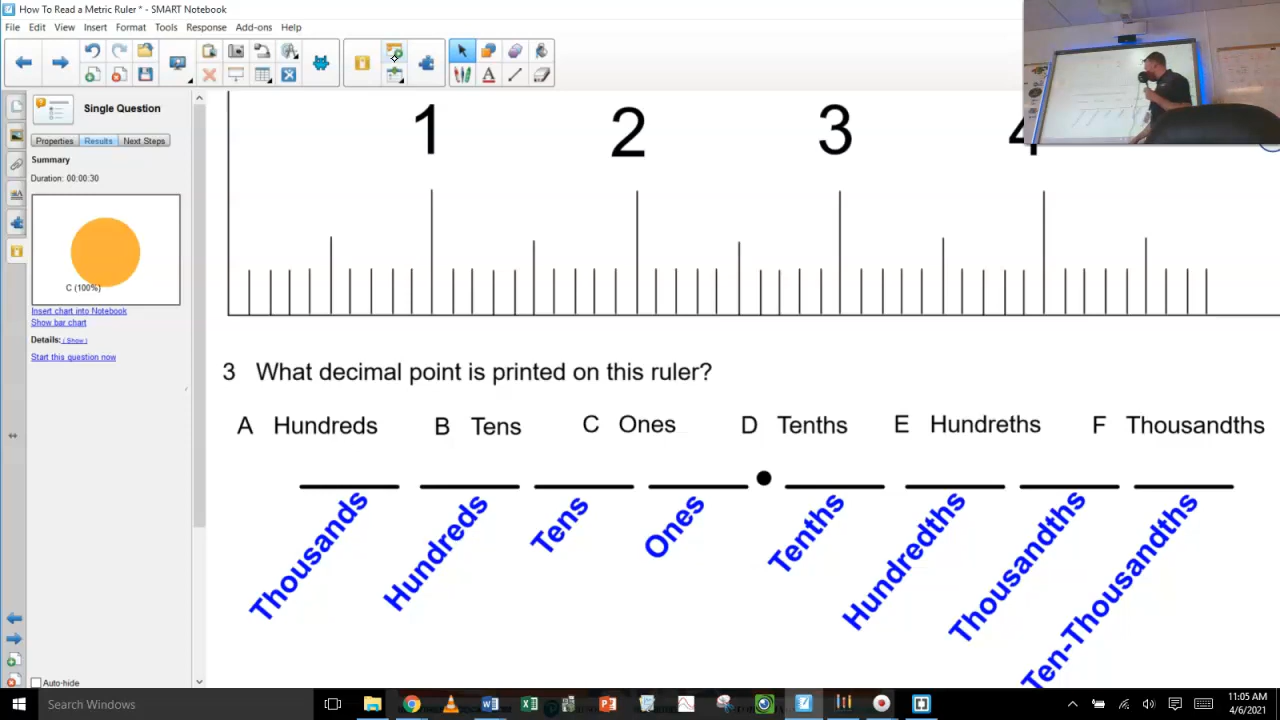 How To Read a Metric Ruler * - SMART Notebook
File Edit View Insert Format Tools Response Add-ons Help
Single Question
Properties Results Next Steps
Summary
Duration: 00:00:30
C (100%)
Insert chart into Notebook
Show bar chart
Details: ( Show )
Start this question now
Auto-hide
1 2 3 4
3 What decimal point is printed on this ruler?
A Hundreds B Tens C Ones D Tenths E Hundreths F Thousandths
Thousands Hundreds Tens Ones . Tenths Hundredths Thousandths Ten-Thousandths
Search Windows
11:05 AM
4/6/2021